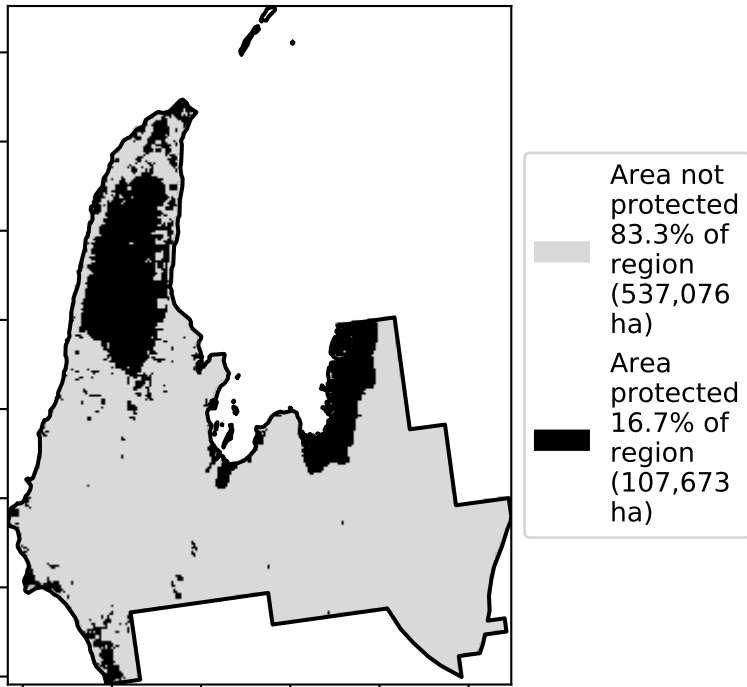 Area not
protected
83.3% of
region
(537,076
ha)
Area
protected
16.7% of
region
(107,673
ha)